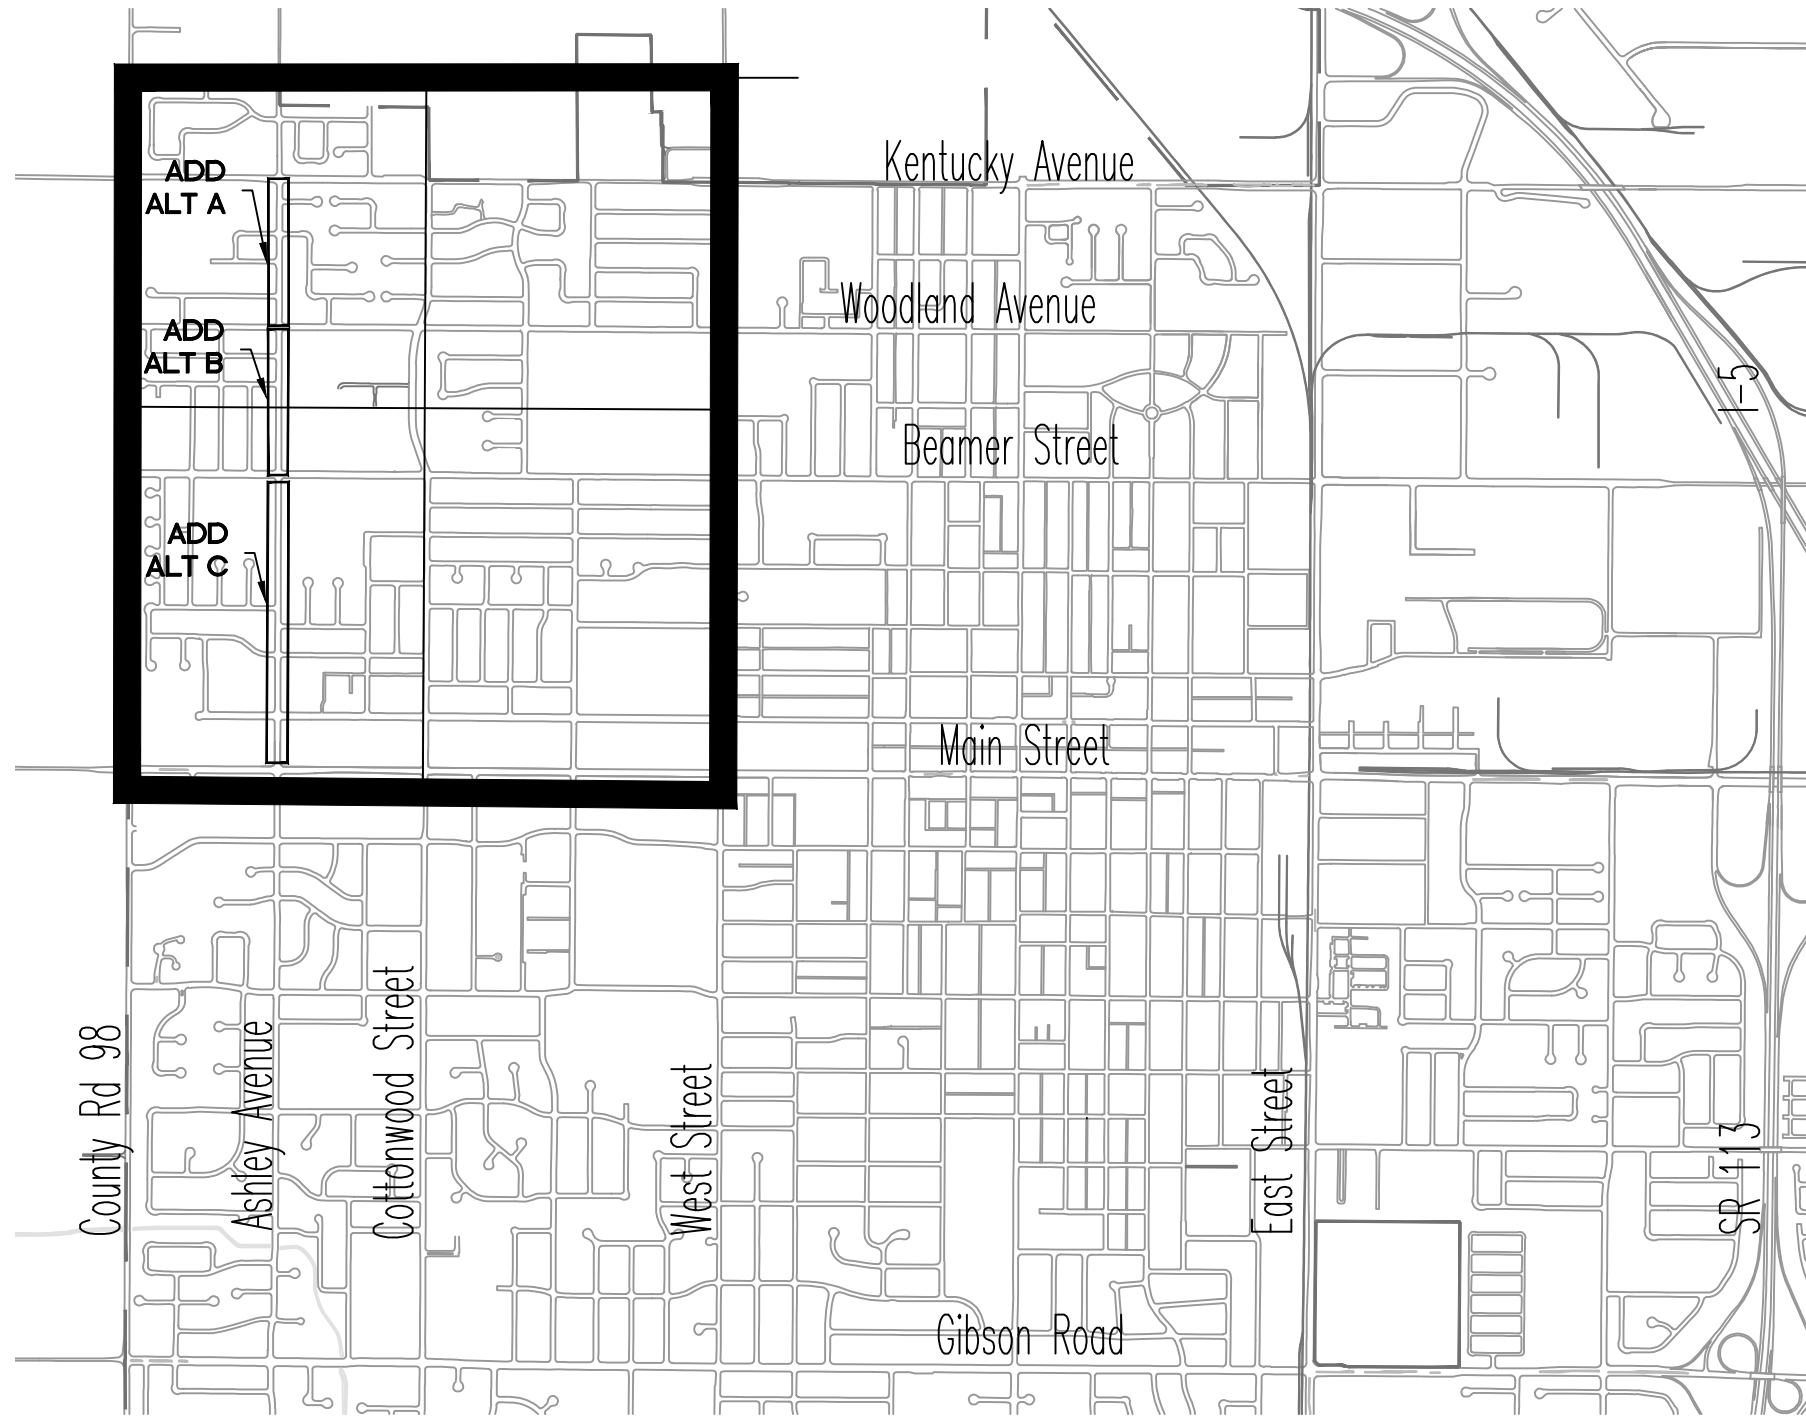 ADD
ALT A
Kentucky Avenue
Woodland Avenue
ADD
ALT B
I-5
Beamer Street
ADD
ALT C
Main Street
County Rd 98
Ashley Avenue
Cottonwood Street
West Street
East Street
SR 113
Gibson Road